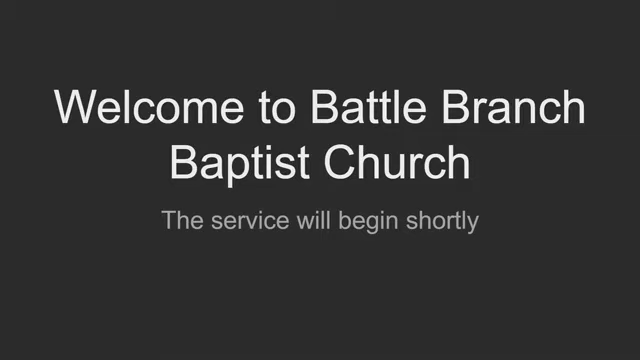 Welcome to Battle Branch
Baptist Church
The service will begin shortly